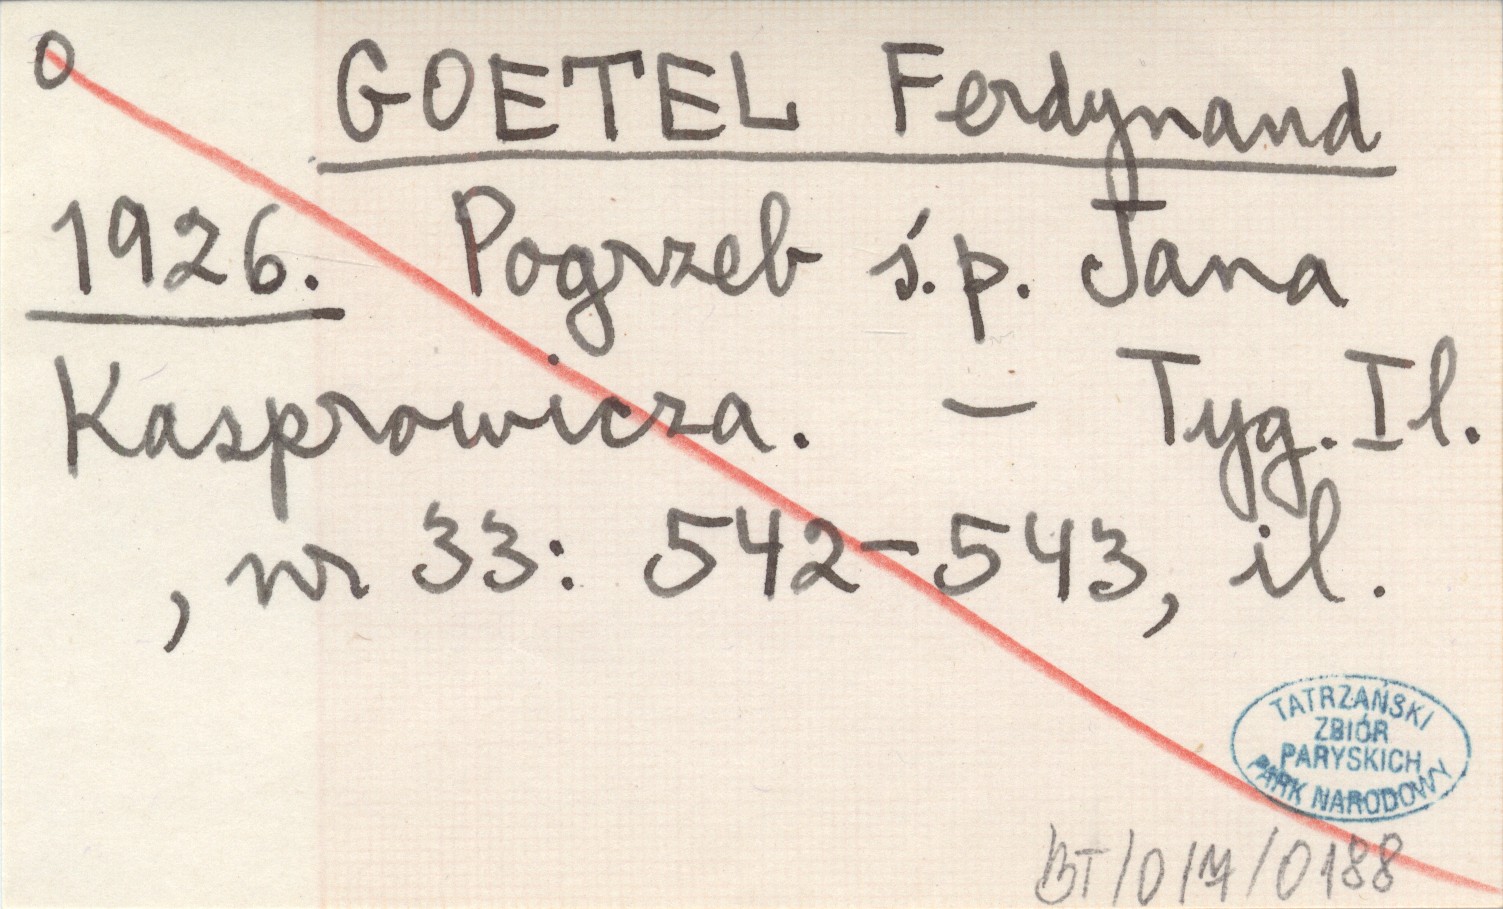 O
GOETEL Ferdynand
1926. Pogrzeb ś.p. Jana
Kasprowicza. – Tyg. Il.
, nr 33: 542–543, il.
TATRZAŃSKI
ZBIÓR
PARYSKICH
PARK NARODOWY
BT/0/0188